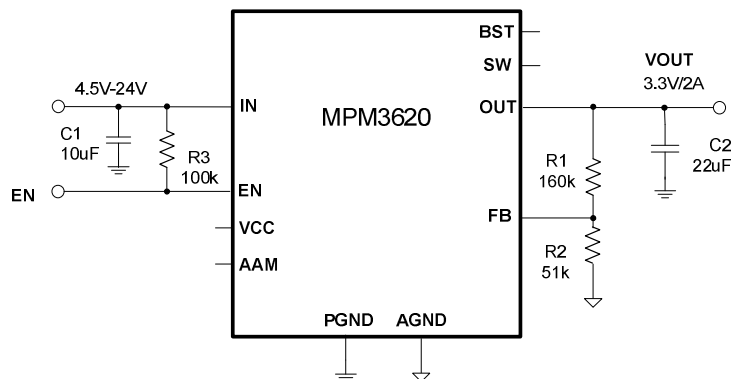 BST
SW
VOUT
3.3V/2A
4.5V-24V
IN
MPM3620
OUT
C1
10uF
R3
100k
R1
160k
C2
22uF
EN
EN
FB
VCC
R2
51k
AAM
PGND
AGND